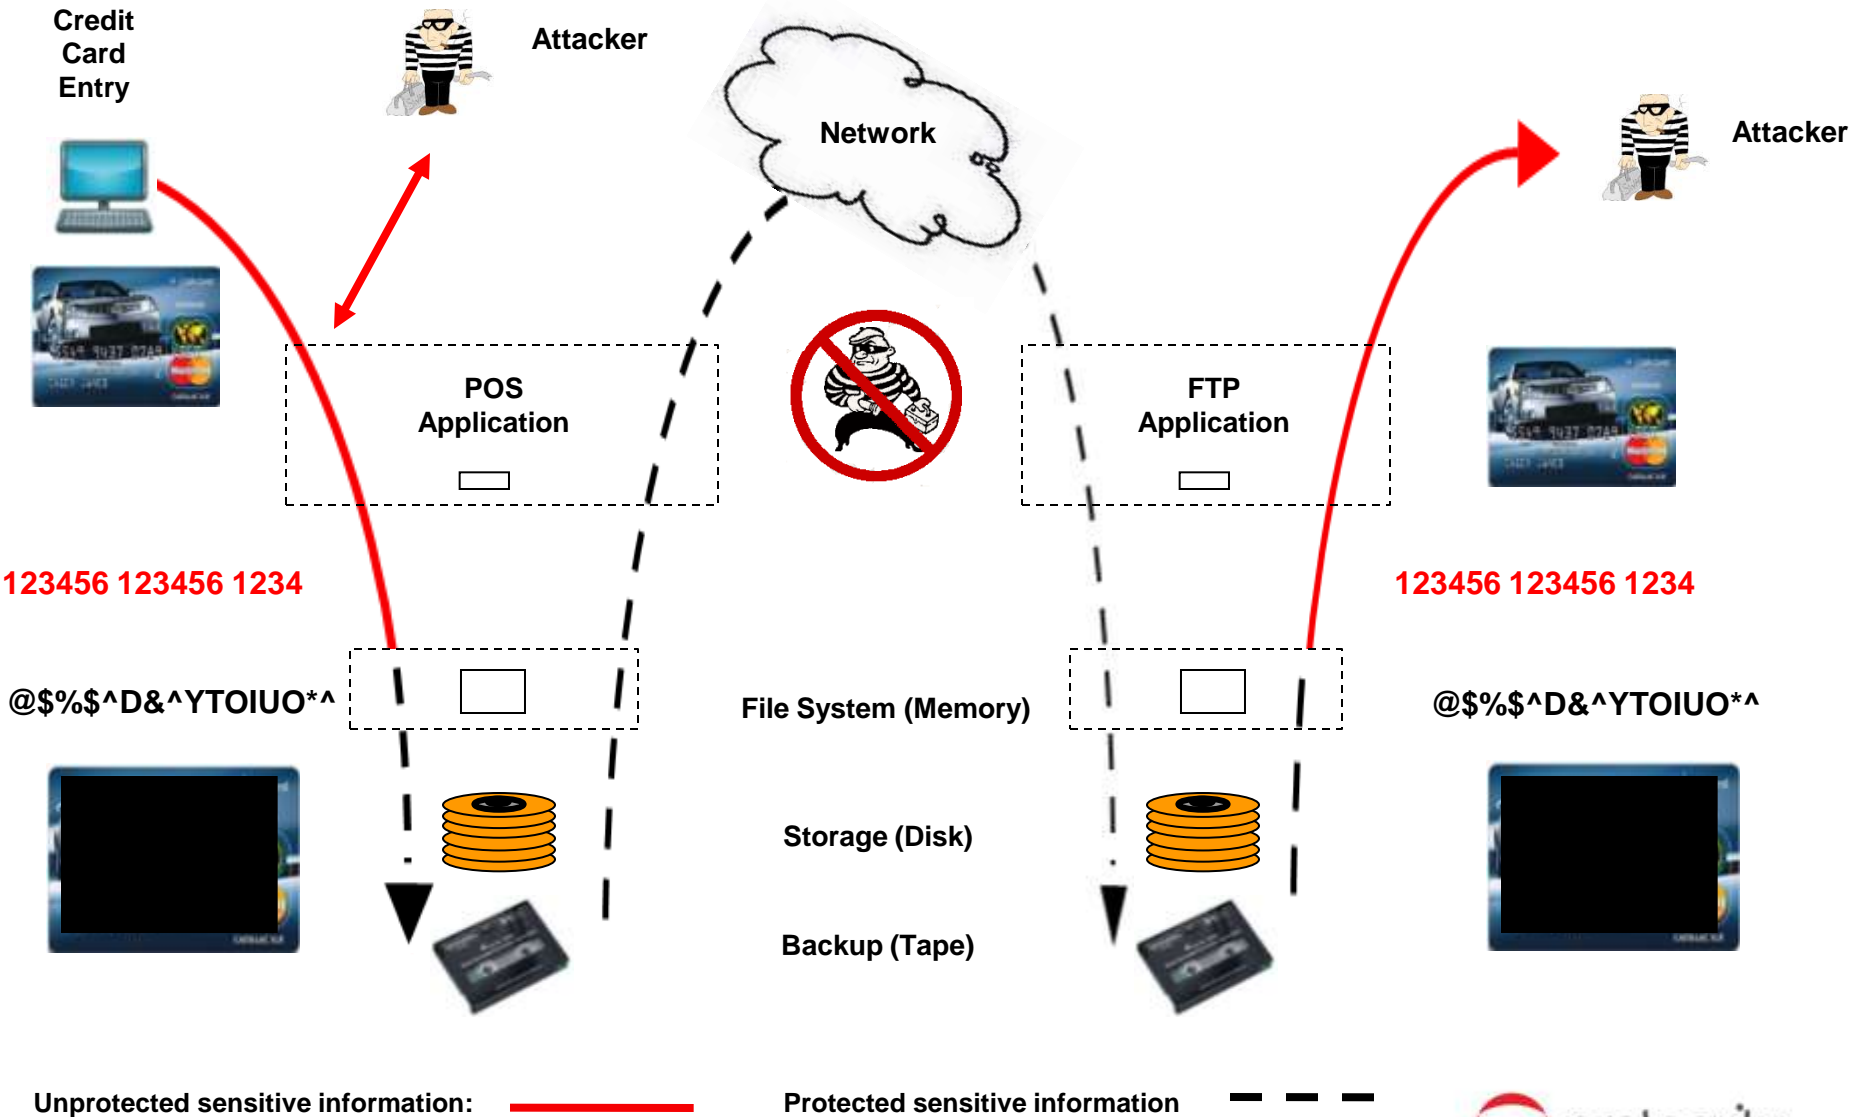 Credit
Card
Entry
Attacker
Network
Attacker
POS
Application
FTP
Application
123456 123456 1234
123456 123456 1234
@$%$^D&^YTOIUO*^
File System (Memory)
@$%$^D&^YTOIUO*^
Storage (Disk)
Backup (Tape)
Unprotected sensitive information:
Protected sensitive information